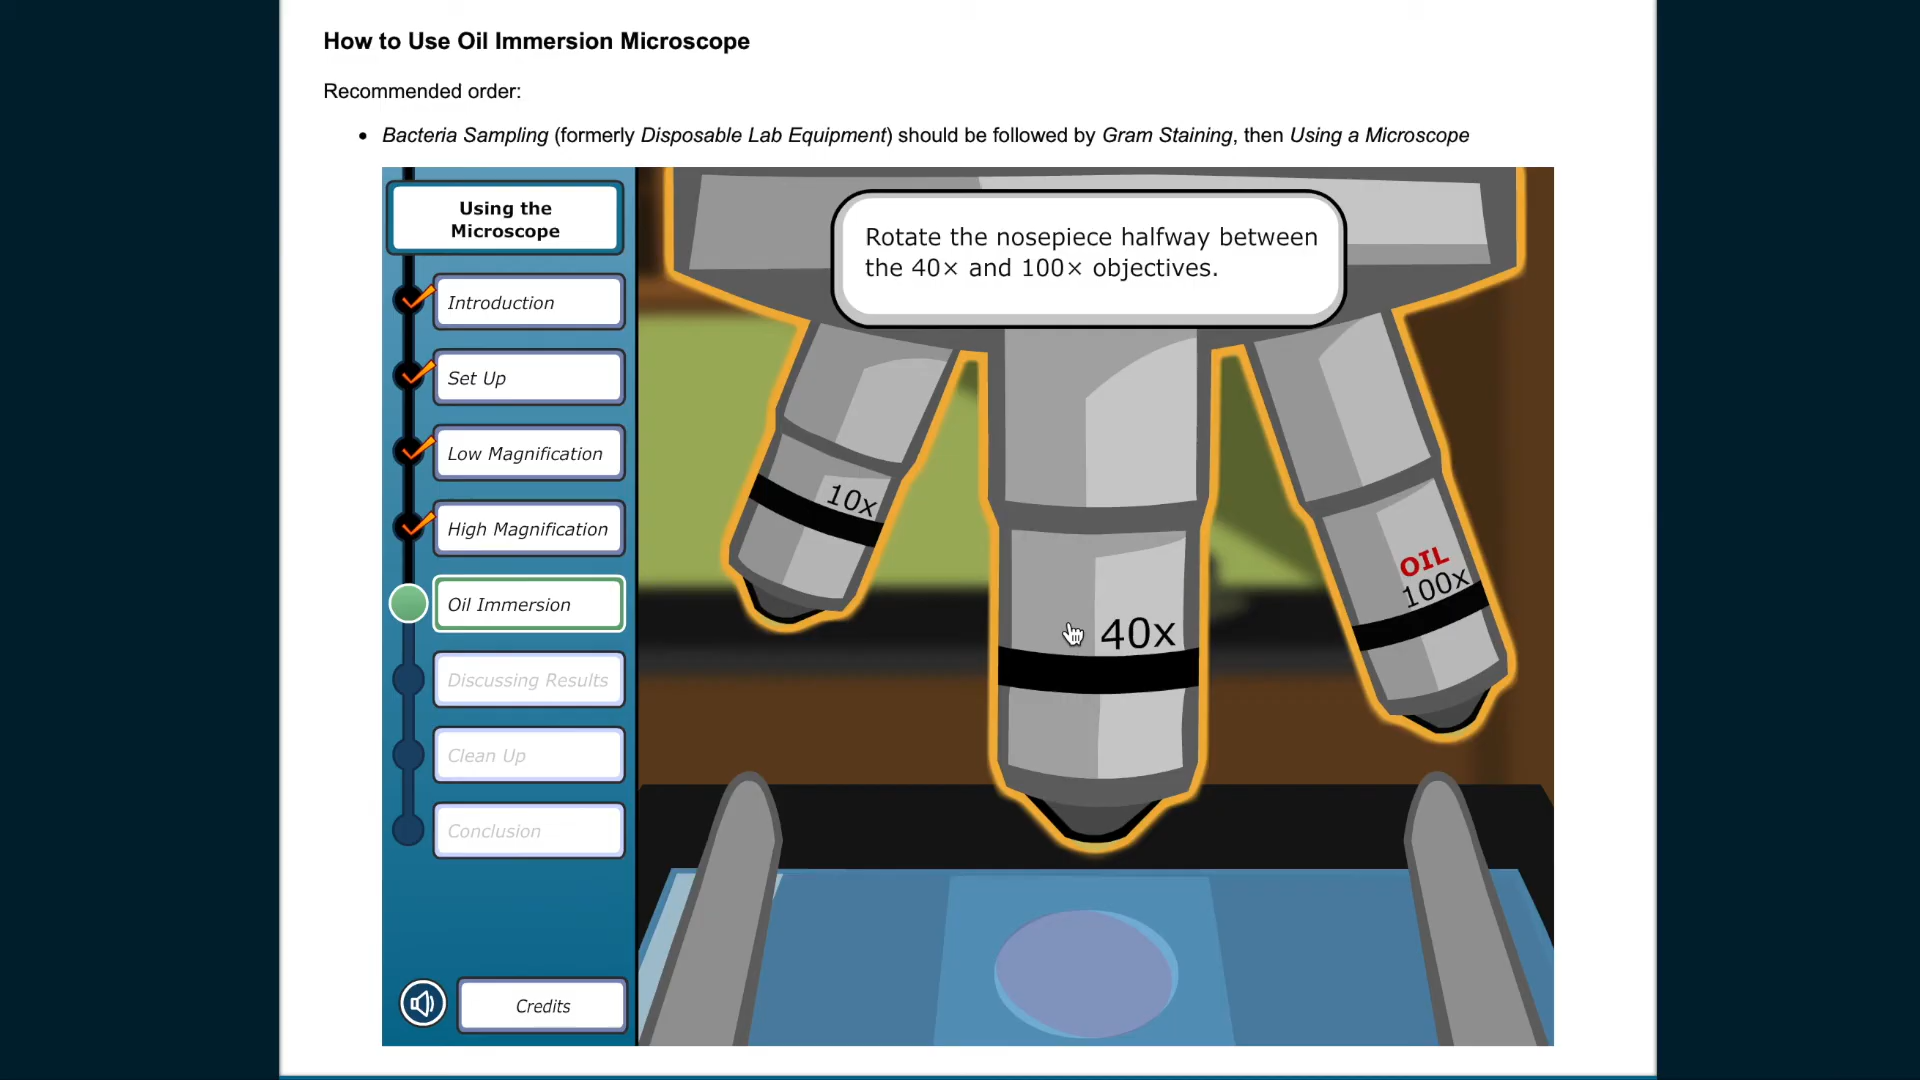 How to Use Oil Immersion Microscope
Recommended order:
• Bacteria Sampling (formerly Disposable Lab Equipment) should be followed by Gram Staining, then Using a Microscope
Using the
Microscope
Introduction
Set Up
Low Magnification
High Magnification
Oil Immersion
Discussing Results
Clean Up
Conclusion
Credits
Rotate the nosepiece halfway between
the 40× and 100× objectives.
10x
40x
OIL
100x